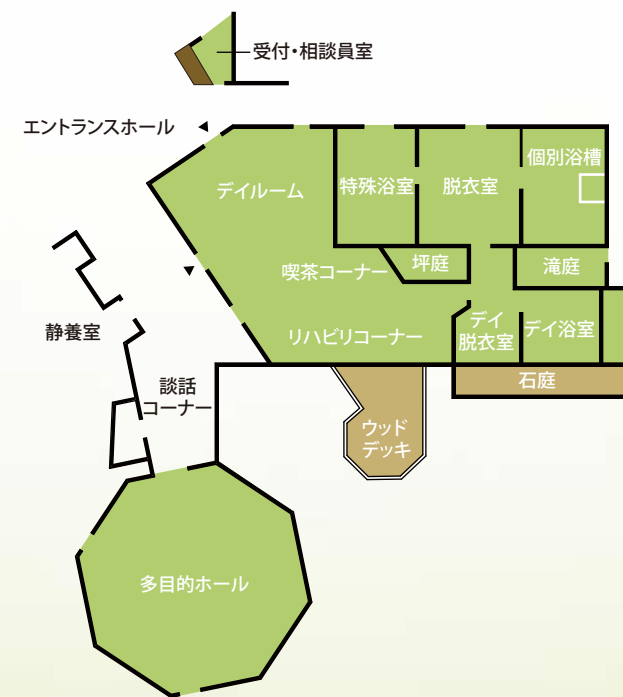 受付・相談員室
エントランスホール
デイルーム
特殊浴室
脱衣室
個別浴槽
喫茶コーナー
坪庭
滝庭
静養室
リハビリコーナー
デイ
脱衣室
デイ浴室
談話
コーナー
石庭
ウッド
デッキ
多目的ホール